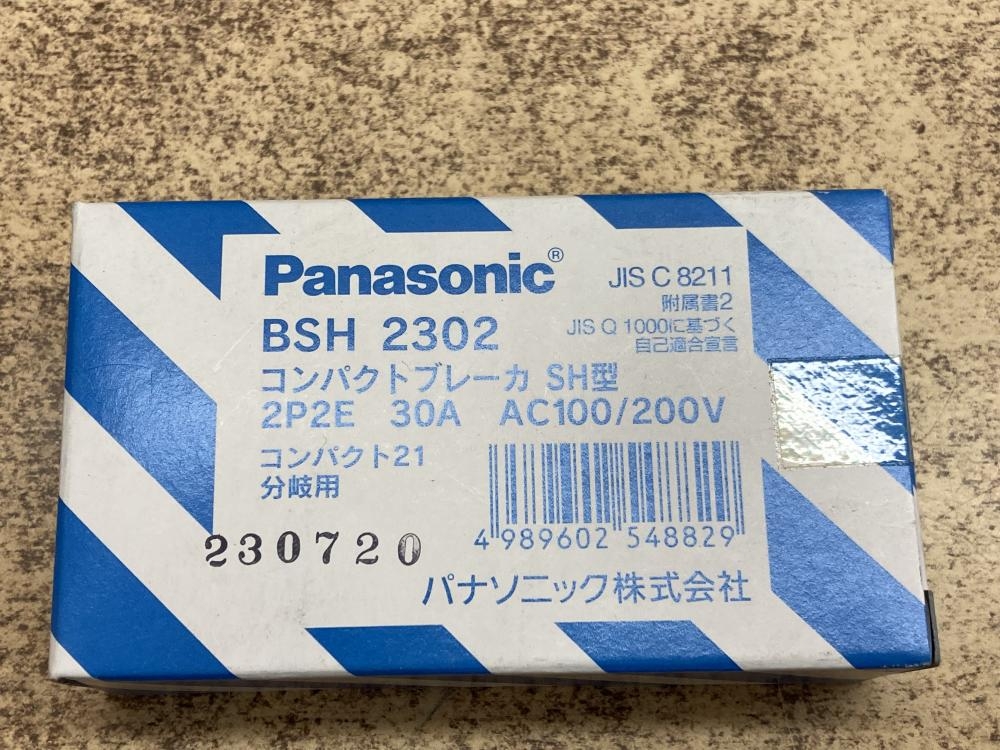 Panasonic®
BSH 2302
コンパクトブレーカ SH型
2P2E 30A AC100/200V
コンパクト21
分岐用
JIS C 8211
附属書2
JIS Q 1000に基づく
自己適合宣言
4 989602 548829
230720
パナソニック株式会社